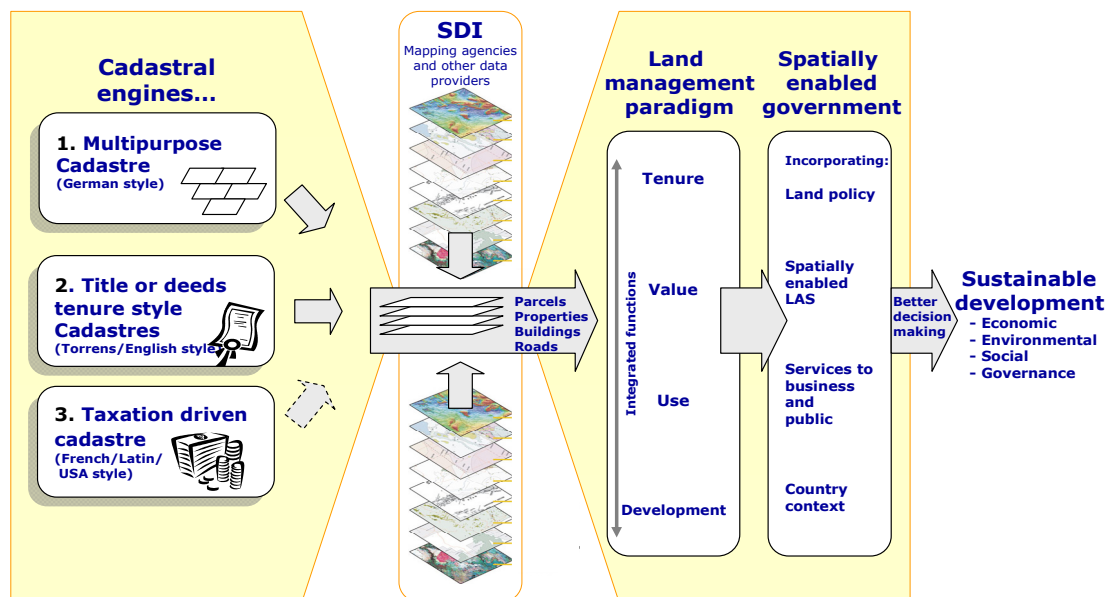 Cadastral
engines...
1. Multipurpose
Cadastre
(German style)
2. Title or deeds
tenure style
Cadastres
(Torrens/English style)
3. Taxation driven
cadastre
(French/Latin/
USA style)
SDI
Mapping agencies
and other data
providers
Parcels
Properties
Buildings
Roads
Land
management
paradigm
Integrated functions
Tenure
Value
Use
Development
Spatially
enabled
government
Incorporating:
Land policy
Spatially
enabled
LAS
Services to
business
and
public
Country
context
Better
decision
making
Sustainable
development
- Economic
- Environmental
- Social
- Governance